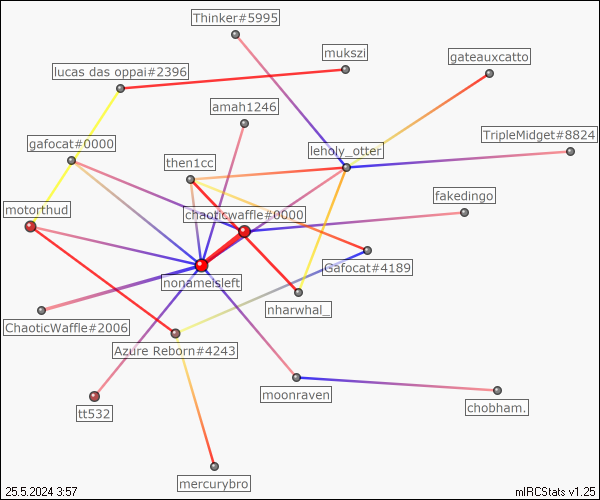 Thinker#5995
mukszi
gateauxcatto
lucas das oppai#2396
amah1246
TripleMidget#8824
gafocat#0000
leholy_otter
then1cc
fakedingo
motorthud
chaoticwaffle#0000
Gafocat#4189
nonameisleft
nharwhal_
ChaoticWaffle#2006
Azure Reborn#4243
moonraven
chobham.
tt532
mercurybro
25.5.2024 3:57
mIRCStats v1.25